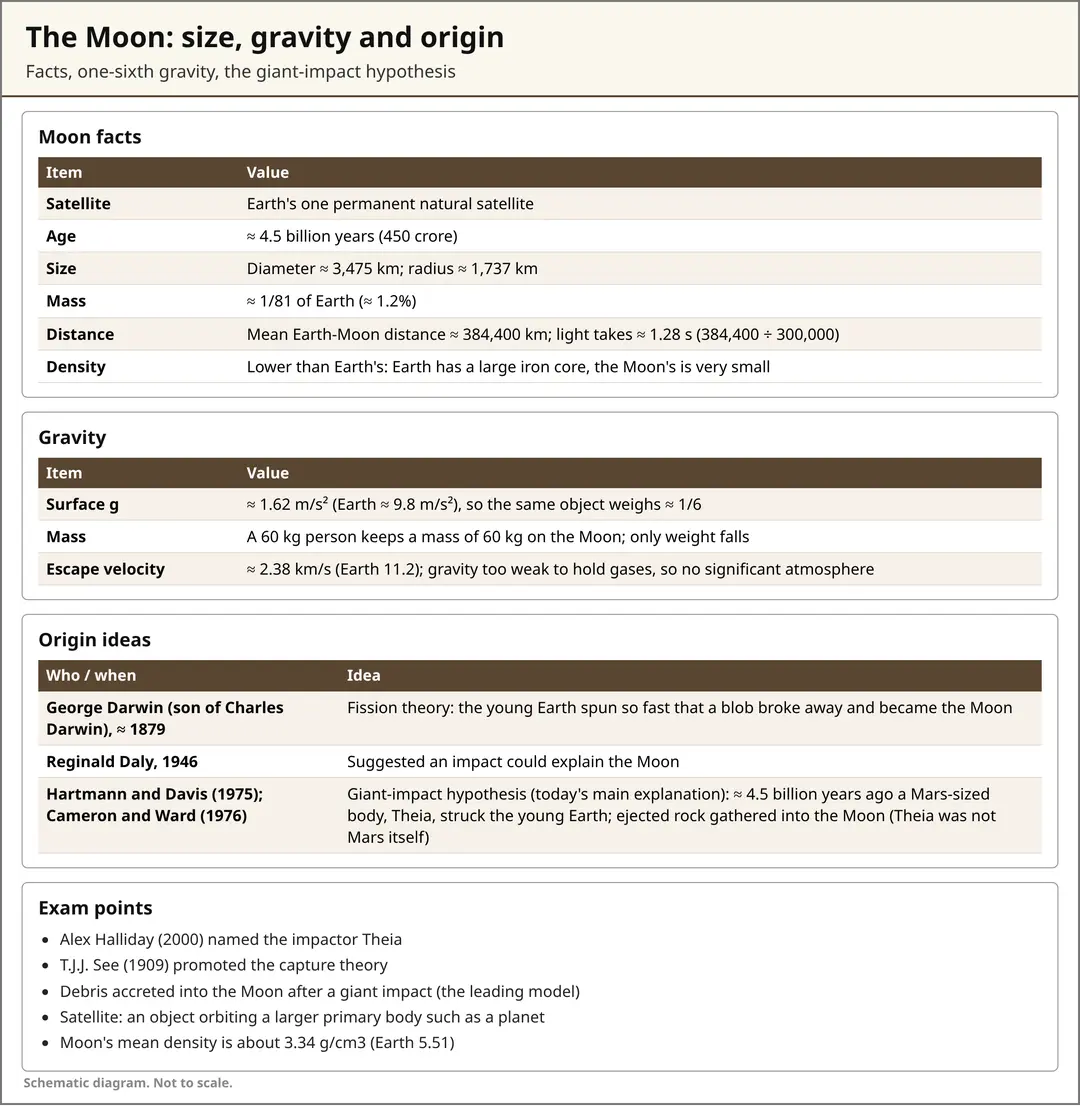 The Moon: size, gravity and origin
Facts, one-sixth gravity, the giant-impact hypothesis
Moon facts
Item Value
Satellite Earth's one permanent natural satellite
Age ≈ 4.5 billion years (450 crore)
Size Diameter ≈ 3,475 km; radius ≈ 1,737 km
Mass ≈ 1/81 of Earth (≈ 1.2%)
Distance Mean Earth-Moon distance ≈ 384,400 km; light takes ≈ 1.28 s (384,400 ÷ 300,000)
Density Lower than Earth's: Earth has a large iron core, the Moon's is very small
Gravity
Item Value
Surface g ≈ 1.62 m/s² (Earth ≈ 9.8 m/s²), so the same object weighs ≈ 1/6
Mass A 60 kg person keeps a mass of 60 kg on the Moon; only weight falls
Escape velocity ≈ 2.38 km/s (Earth 11.2); gravity too weak to hold gases, so no significant atmosphere
Origin ideas
Who / when Idea
George Darwin (son of Charles Fission theory: the young Earth spun so fast that a blob broke away and became the Moon
Darwin), ≈ 1879
Reginald Daly, 1946 Suggested an impact could explain the Moon
Hartmann and Davis (1975); Giant-impact hypothesis (today's main explanation): ≈ 4.5 billion years ago a Mars-sized
Cameron and Ward (1976) body, Theia, struck the young Earth; ejected rock gathered into the Moon (Theia was not
Mars itself)
Exam points
• Alex Halliday (2000) named the impactor Theia
• T.J.J. See (1909) promoted the capture theory
• Debris accreted into the Moon after a giant impact (the leading model)
• Satellite: an object orbiting a larger primary body such as a planet
• Moon's mean density is about 3.34 g/cm3 (Earth 5.51)
Schematic diagram. Not to scale.